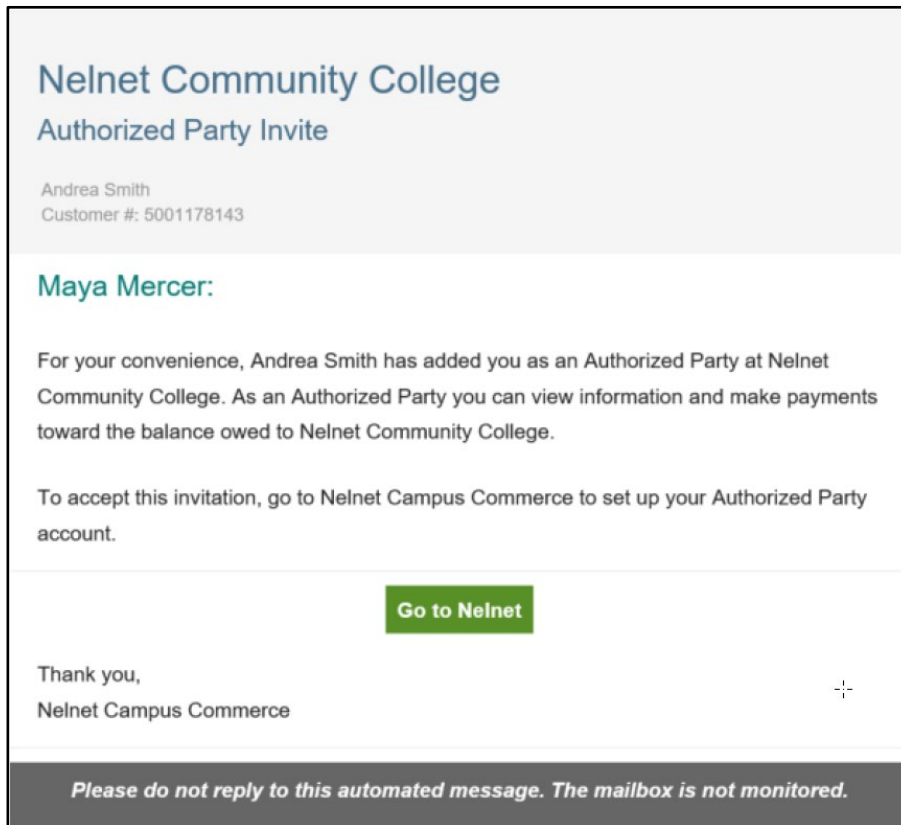 Nelnet Community College
Authorized Party Invite
Andrea Smith
Customer #: 5001178143
Maya Mercer:
For your convenience, Andrea Smith has added you as an Authorized Party at Nelnet
Community College. As an Authorized Party you can view information and make payments
toward the balance owed to Nelnet Community College.
To accept this invitation, go to Nelnet Campus Commerce to set up your Authorized Party
account.
Go to Nelnet
Thank you,
Nelnet Campus Commerce
Please do not reply to this automated message. The mailbox is not monitored.